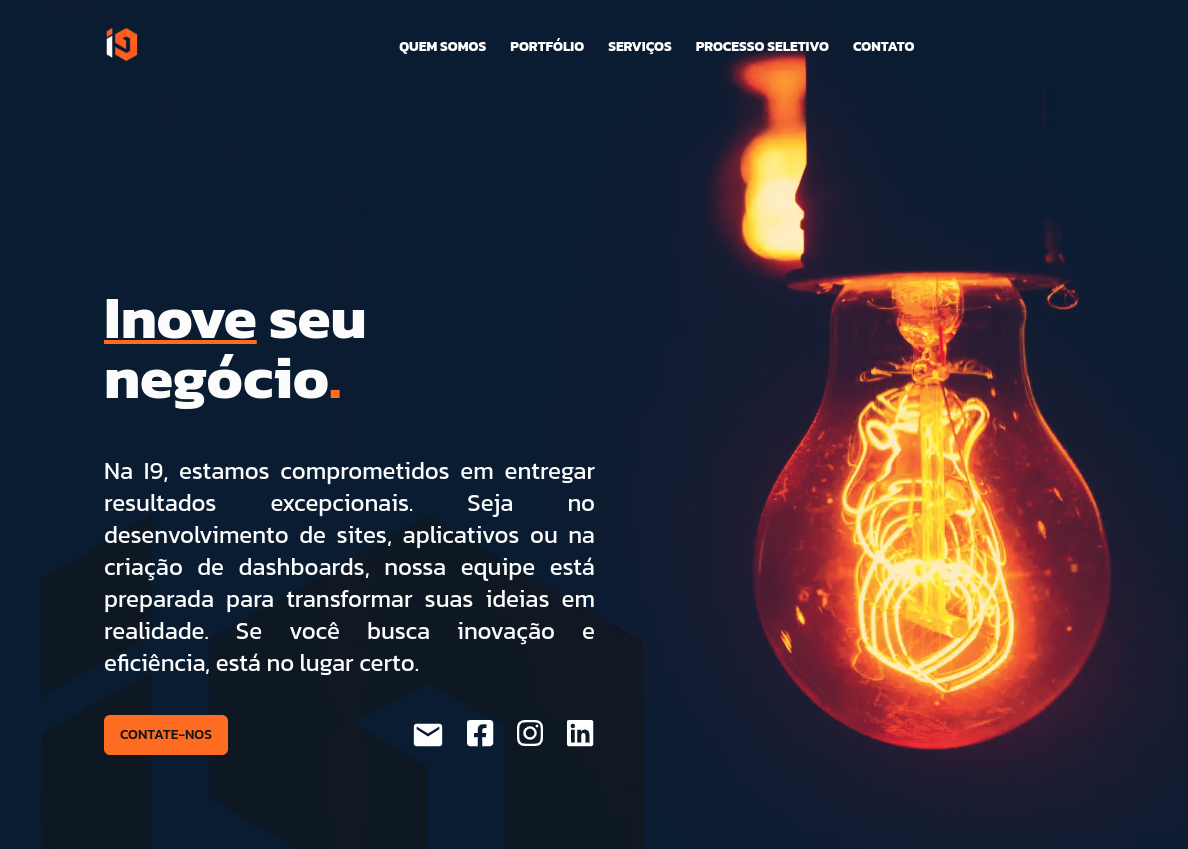 QUEM SOMOS PORTFÓLIO SERVIÇOS PROCESSO SELETIVO CONTATO
Inove seu
negócio.
Na I9, estamos comprometidos em entregar
resultados excepcionais. Seja no
desenvolvimento de sites, aplicativos ou na
criação de dashboards, nossa equipe está
preparada para transformar suas ideias em
realidade. Se você busca inovação e
eficiência, está no lugar certo.
CONTATE-NOS